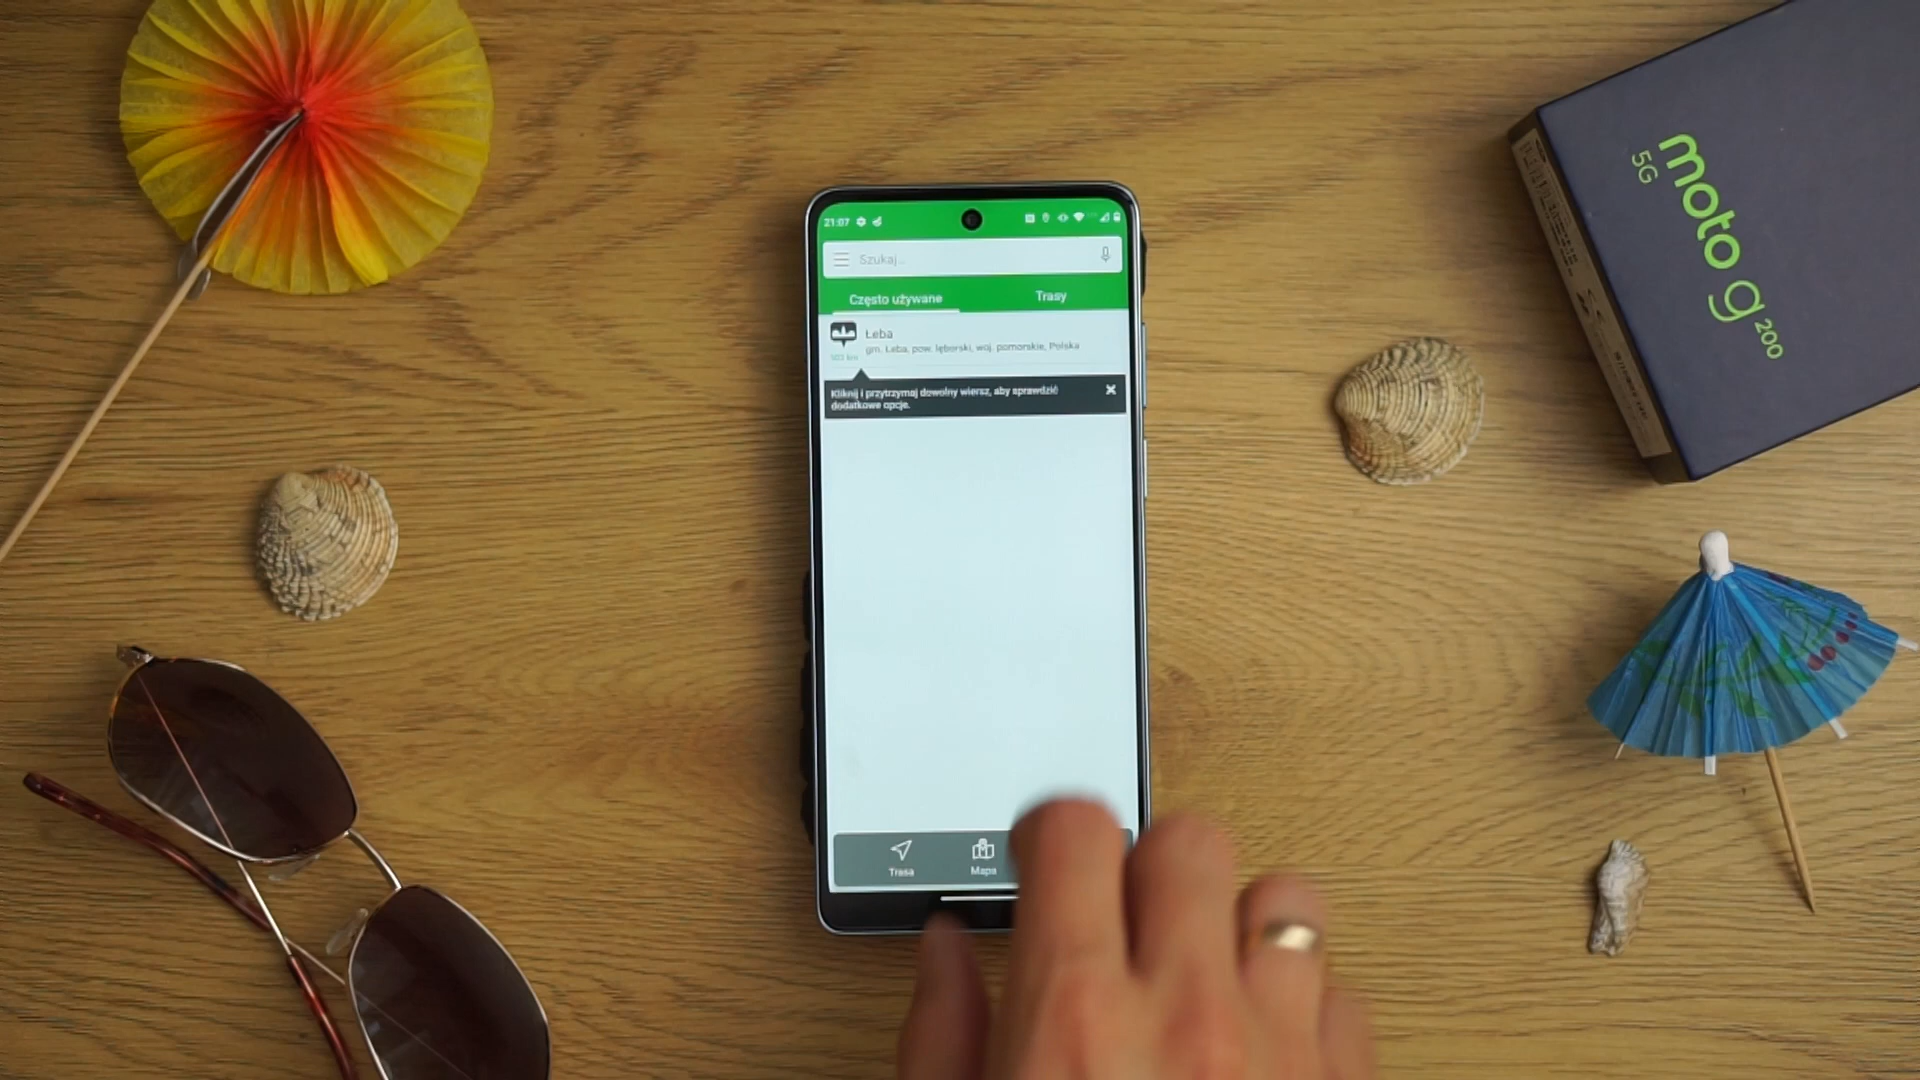 21:07
Szukaj...
Często używane
Trasy
Łeba
gm. Łeba, pow. lęborski, woj. pomorskie, Polska
Kliknij i przytrzymaj dowolny wiersz, aby sprawdzić
dodatkowe opcje.
Trasa
Mapa
moto g 200
5G